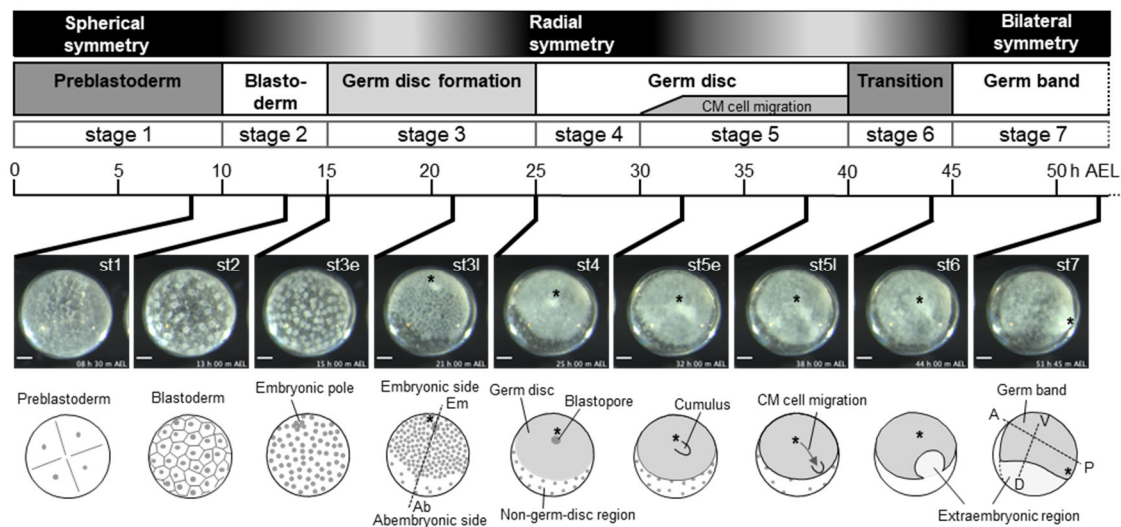 Spherical symmetry
Radial symmetry
Bilateral symmetry
Preblastoderm
Blasto-
derm
Germ disc formation
Germ disc
CM cell migration
Transition
Germ band
stage 1
stage 2
stage 3
stage 4
stage 5
stage 6
stage 7
0 5 10 15 20 25 30 35 40 45 50 h AEL
st1
08 h 30 m AEL
st2
13 h 00 m AEL
st3e
15 h 00 m AEL
st3l
*
21 h 00 m AEL
st4
*
25 h 00 m AEL
st5e
*
32 h 00 m AEL
st5l
*
38 h 00 m AEL
st6
*
44 h 00 m AEL
st7
*
51 h 45 m AEL
Preblastoderm
Blastoderm
Embryonic pole
Embryonic side
Em
*
Ab
Abembryonic side
Germ disc
Blastopore
*
Non-germ-disc region
Cumulus
*
CM cell migration
*
*
Extraembryonic region
Germ band
A
V
D
P
*